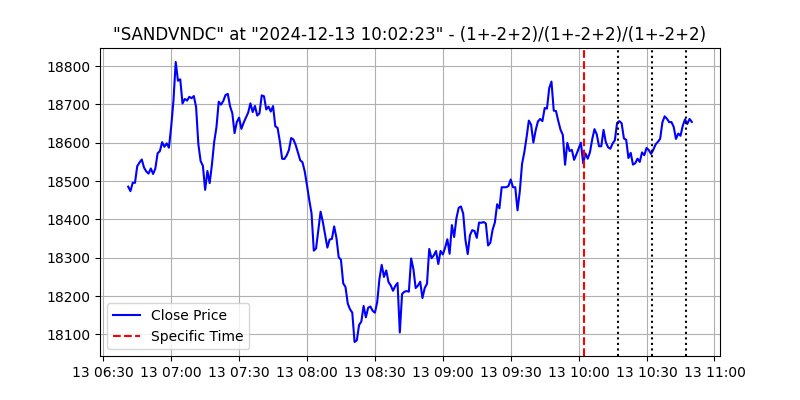 "SANDVNDC" at "2024-12-13 10:02:23" - (1+-2+2)/(1+-2+2)/(1+-2+2)
18800
18700
18600
18500
18400
18300
18200
18100
Close Price
Specific Time
13 06:30 13 07:00 13 07:30 13 08:00 13 08:30 13 09:00 13 09:30 13 10:00 13 10:30 13 11:00